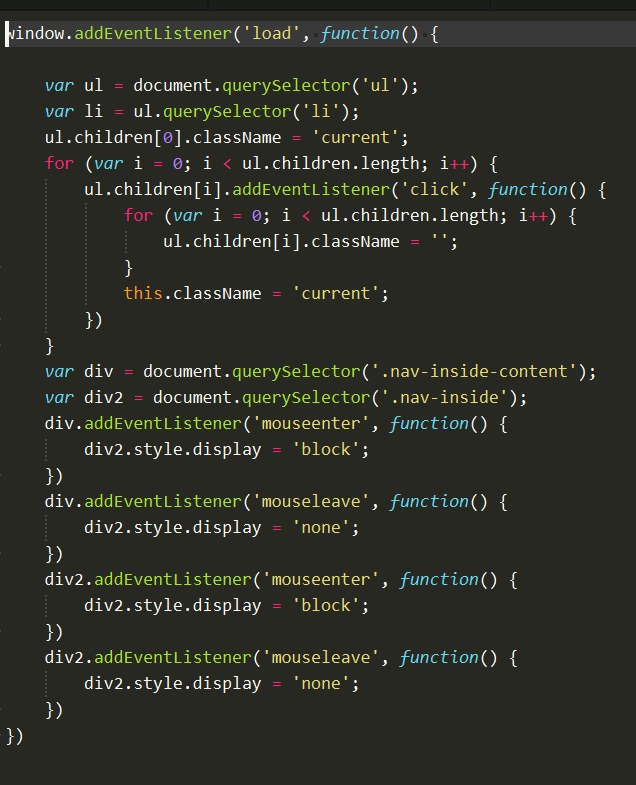 window.addEventListener('load', function() {
var ul = document.querySelector('ul');
var li = ul.querySelector('li');
ul.children[0].className = 'current';
for (var i = 0; i < ul.children.length; i++) {
ul.children[i].addEventListener('click', function() {
for (var i = 0; i < ul.children.length; i++) {
ul.children[i].className = '';
}
this.className = 'current';
})
}
var div = document.querySelector('.nav-inside-content');
var div2 = document.querySelector('.nav-inside');
div.addEventListener('mouseenter', function() {
div2.style.display = 'block';
})
div.addEventListener('mouseleave', function() {
div2.style.display = 'none';
})
div2.addEventListener('mouseenter', function() {
div2.style.display = 'block';
})
div2.addEventListener('mouseleave', function() {
div2.style.display = 'none';
})
})